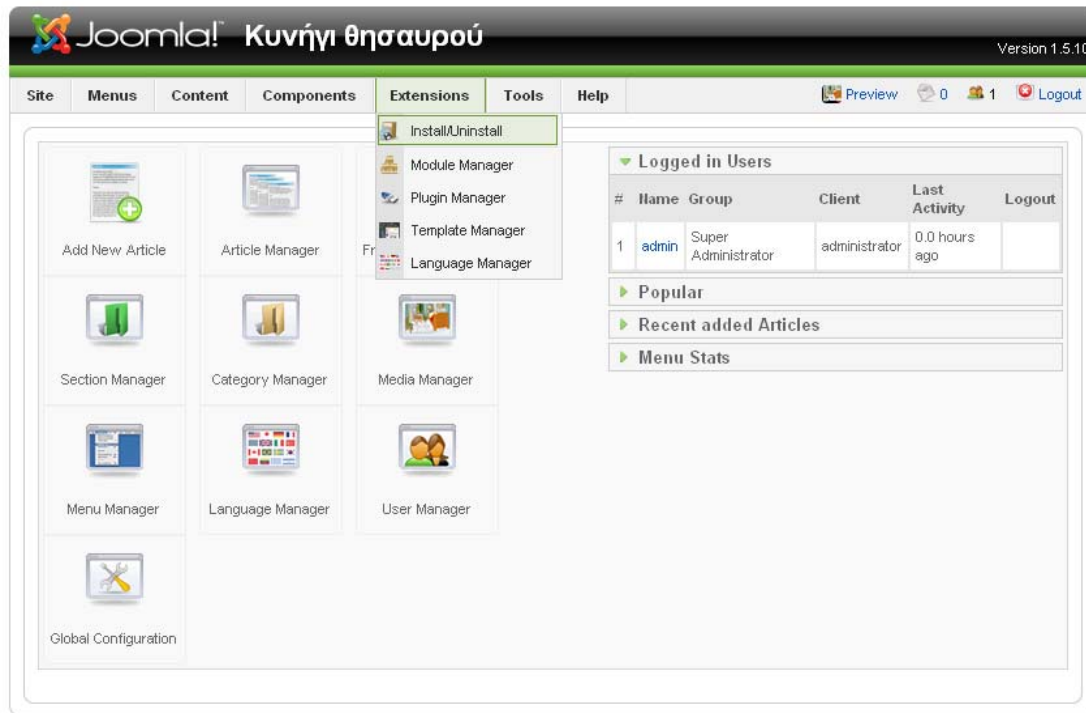 Joomla! Κυνήγι θησαυρού
Version 1.5.10
Site Menus Content Components Extensions Tools Help Preview 0 1 Logout
Install/Uninstall
Module Manager
Plugin Manager
Template Manager
Language Manager
Add New Article
Article Manager
Section Manager
Category Manager
Media Manager
Menu Manager
Language Manager
User Manager
Global Configuration
Logged in Users
# Name Group Client Last Activity Logout
1 admin Super Administrator administrator 0.0 hours ago
Popular
Recent added Articles
Menu Stats